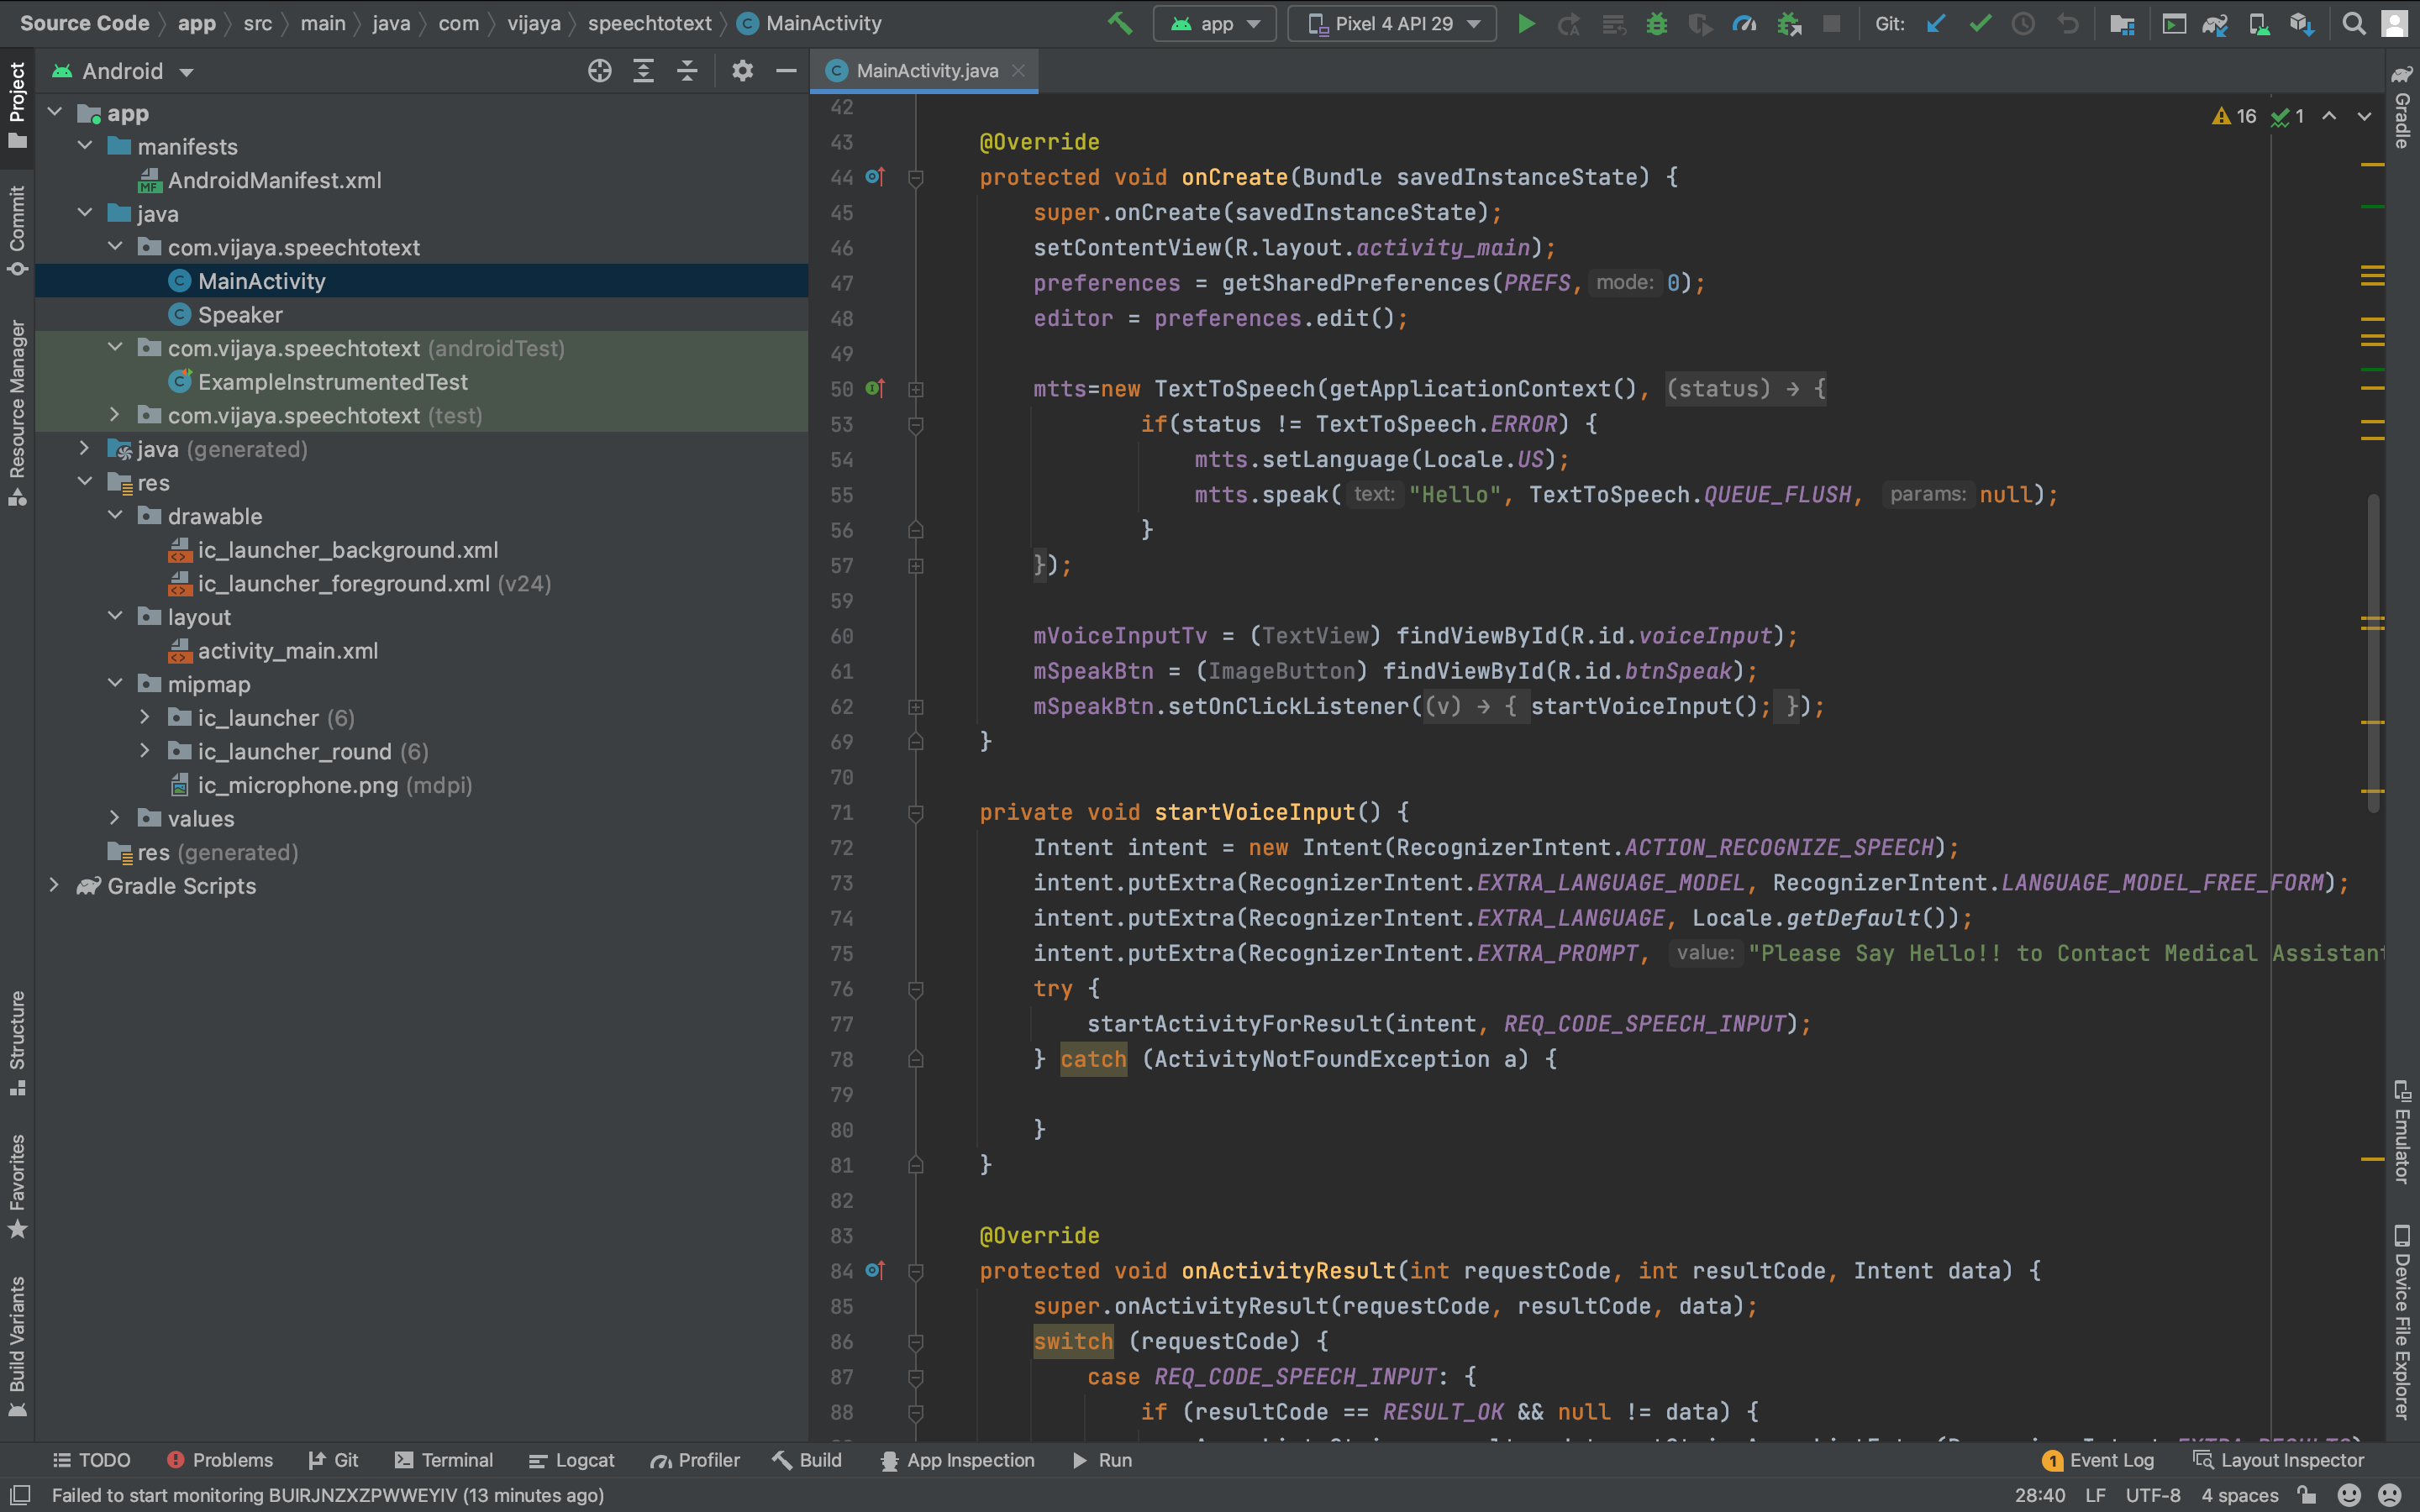 Source Code app src main java com vijaya speechtotext MainActivity
app Pixel 4 API 29 Git:
Project
Commit
Resource Manager
Structure
Favorites
Build Variants
Android
app
manifests
AndroidManifest.xml
java
com.vijaya.speechtotext
MainActivity
Speaker
com.vijaya.speechtotext (androidTest)
ExampleInstrumentedTest
com.vijaya.speechtotext (test)
java (generated)
res
drawable
ic_launcher_background.xml
ic_launcher_foreground.xml (v24)
layout
activity_main.xml
mipmap
ic_launcher (6)
ic_launcher_round (6)
ic_microphone.png (mdpi)
values
res (generated)
Gradle Scripts
MainActivity.java
16 1
42
43 @Override
44 protected void onCreate(Bundle savedInstanceState) {
45 super.onCreate(savedInstanceState);
46 setContentView(R.layout.activity_main);
47 preferences = getSharedPreferences(PREFS, mode: 0);
48 editor = preferences.edit();
49
50 mtts=new TextToSpeech(getApplicationContext(), (status) → {
53 if(status != TextToSpeech.ERROR) {
54 mtts.setLanguage(Locale.US);
55 mtts.speak( text: "Hello", TextToSpeech.QUEUE_FLUSH, params: null);
56 }
57 });
59
60 mVoiceInputTv = (TextView) findViewById(R.id.voiceInput);
61 mSpeakBtn = (ImageButton) findViewById(R.id.btnSpeak);
62 mSpeakBtn.setOnClickListener((v) → { startVoiceInput(); });
69 }
70
71 private void startVoiceInput() {
72 Intent intent = new Intent(RecognizerIntent.ACTION_RECOGNIZE_SPEECH);
73 intent.putExtra(RecognizerIntent.EXTRA_LANGUAGE_MODEL, RecognizerIntent.LANGUAGE_MODEL_FREE_FORM);
74 intent.putExtra(RecognizerIntent.EXTRA_LANGUAGE, Locale.getDefault());
75 intent.putExtra(RecognizerIntent.EXTRA_PROMPT, value: "Please Say Hello!! to Contact Medical Assistant
76 try {
77 startActivityForResult(intent, REQ_CODE_SPEECH_INPUT);
78 } catch (ActivityNotFoundException a) {
79
80 }
81 }
82
83 @Override
84 protected void onActivityResult(int requestCode, int resultCode, Intent data) {
85 super.onActivityResult(requestCode, resultCode, data);
86 switch (requestCode) {
87 case REQ_CODE_SPEECH_INPUT: {
88 if (resultCode == RESULT_OK && null != data) {
Gradle
Emulator
Device File Explorer
TODO Problems Git Terminal Logcat Profiler Build App Inspection Run 1 Event Log Layout Inspector
Failed to start monitoring BUIRJNZXZPWWEYIV (13 minutes ago) 28:40 LF UTF-8 4 spaces